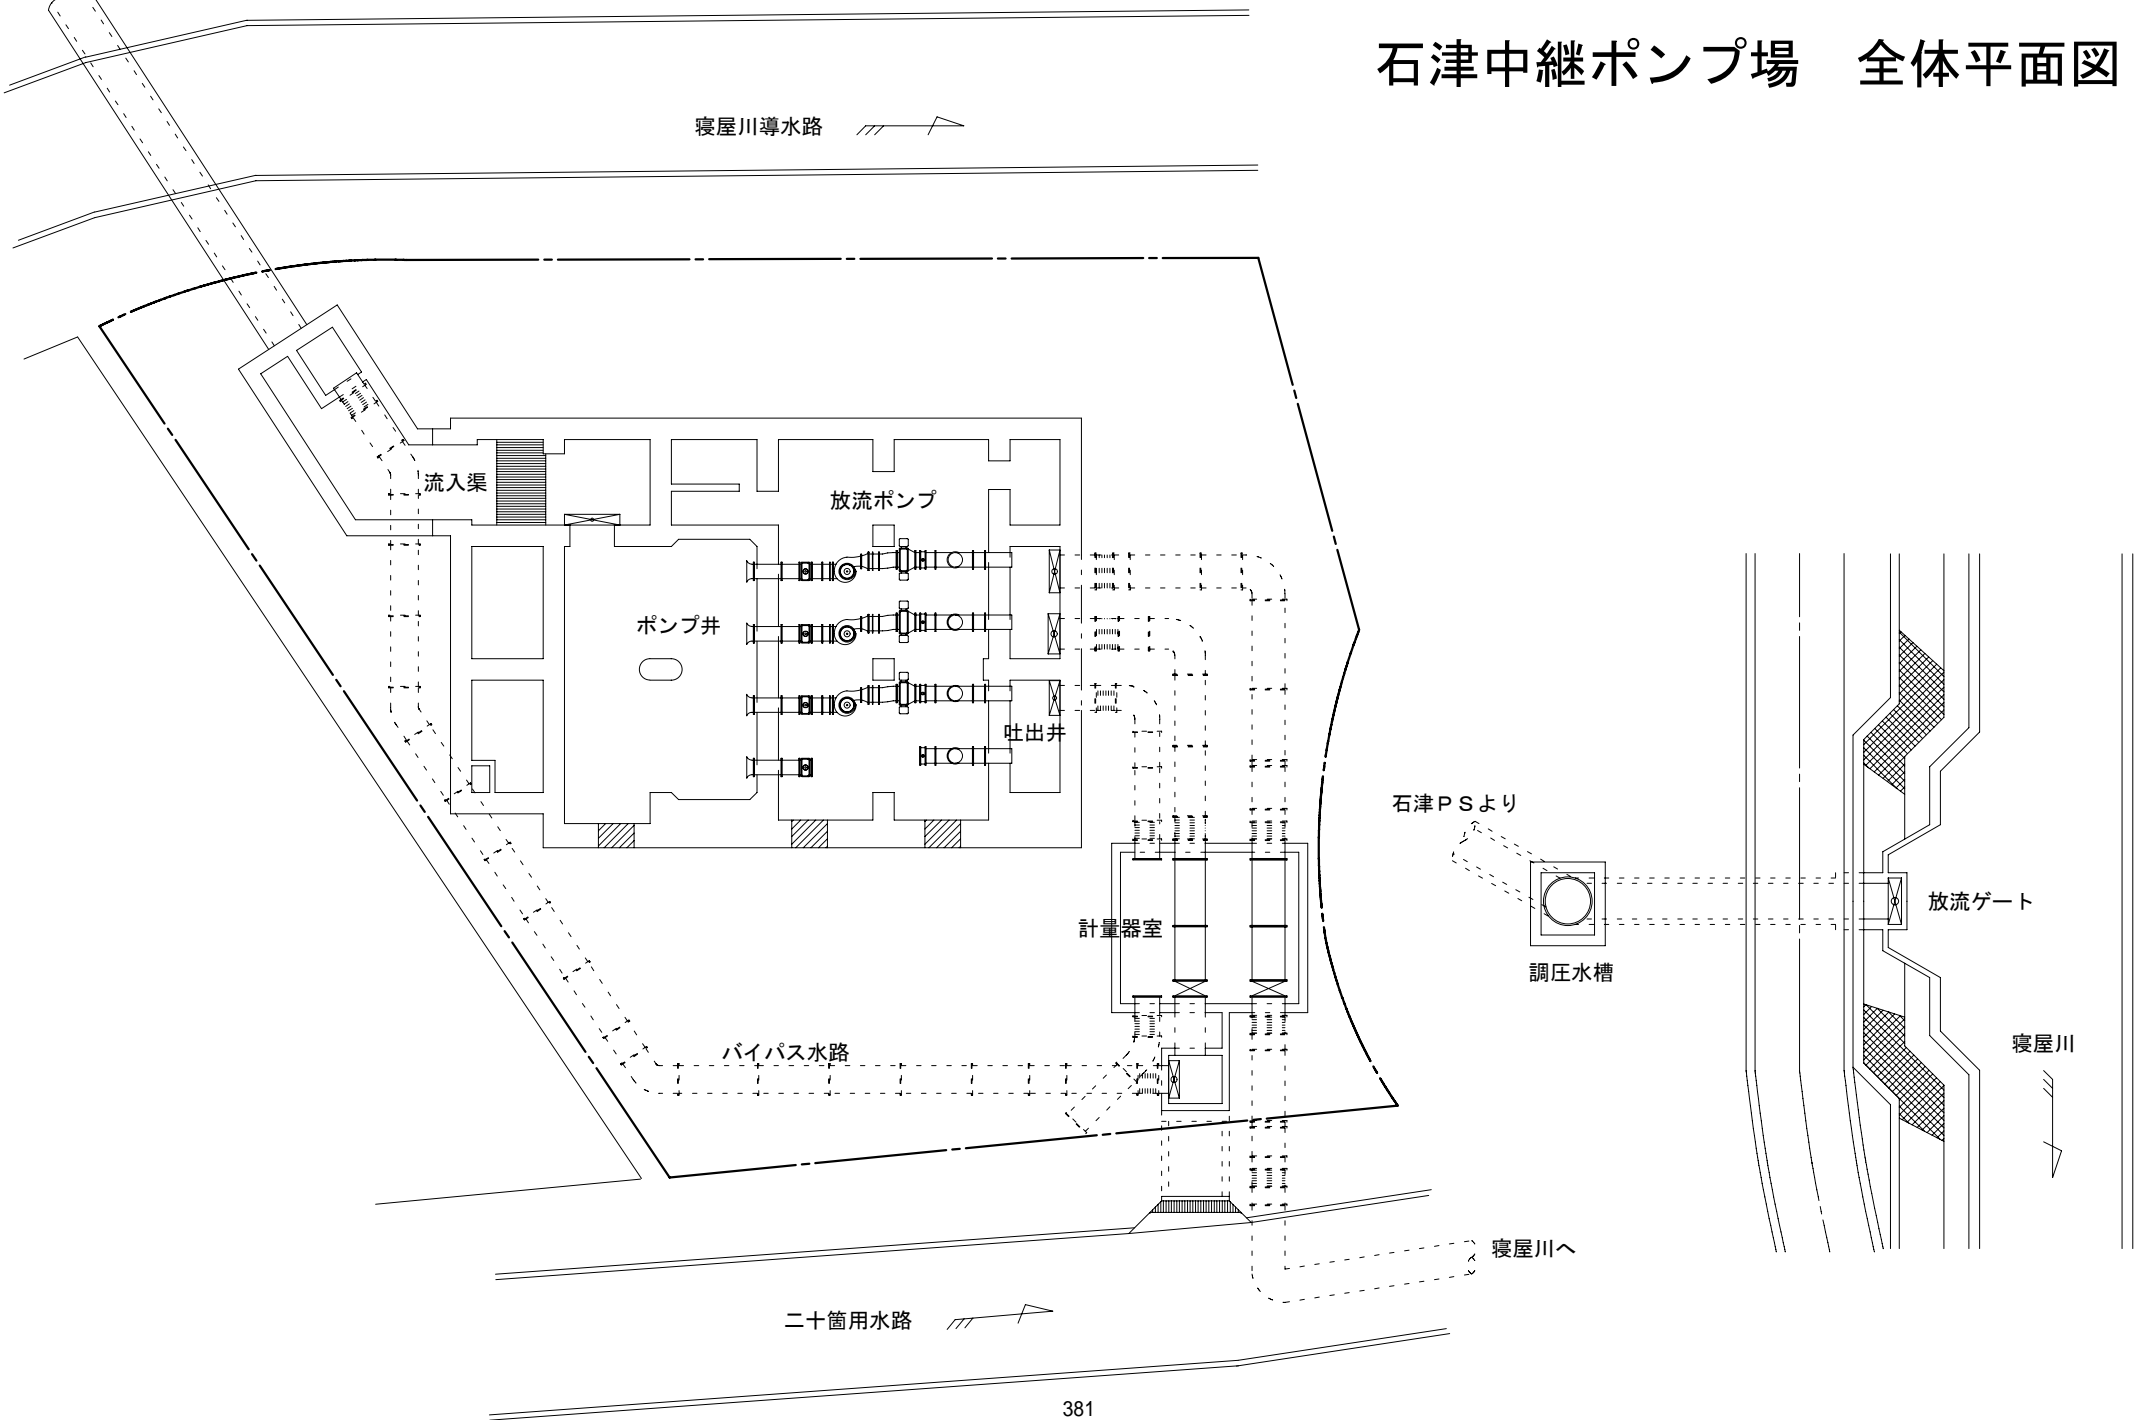 石津中継ポンプ場　全体平面図
寝屋川導水路
流入渠
放流ポンプ
ポンプ井
吐出井
石津ＰＳより
放流ゲート
計量器室
調圧水槽
寝屋川
バイパス水路
寝屋川へ
二十箇用水路
381